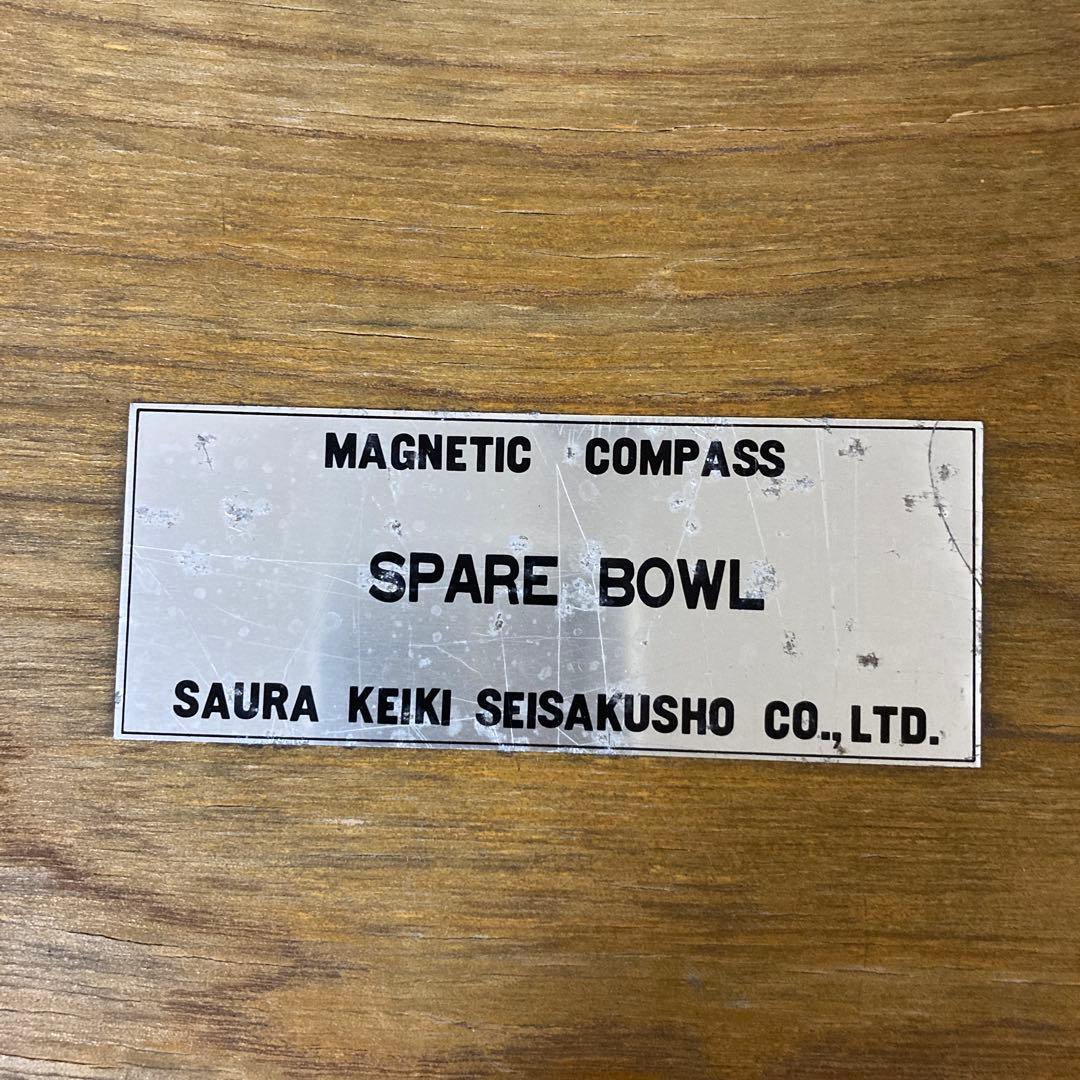 MAGNETIC COMPASS
SPARE BOWL
SAURA KEIKI SEISAKUSHO CO., LTD.